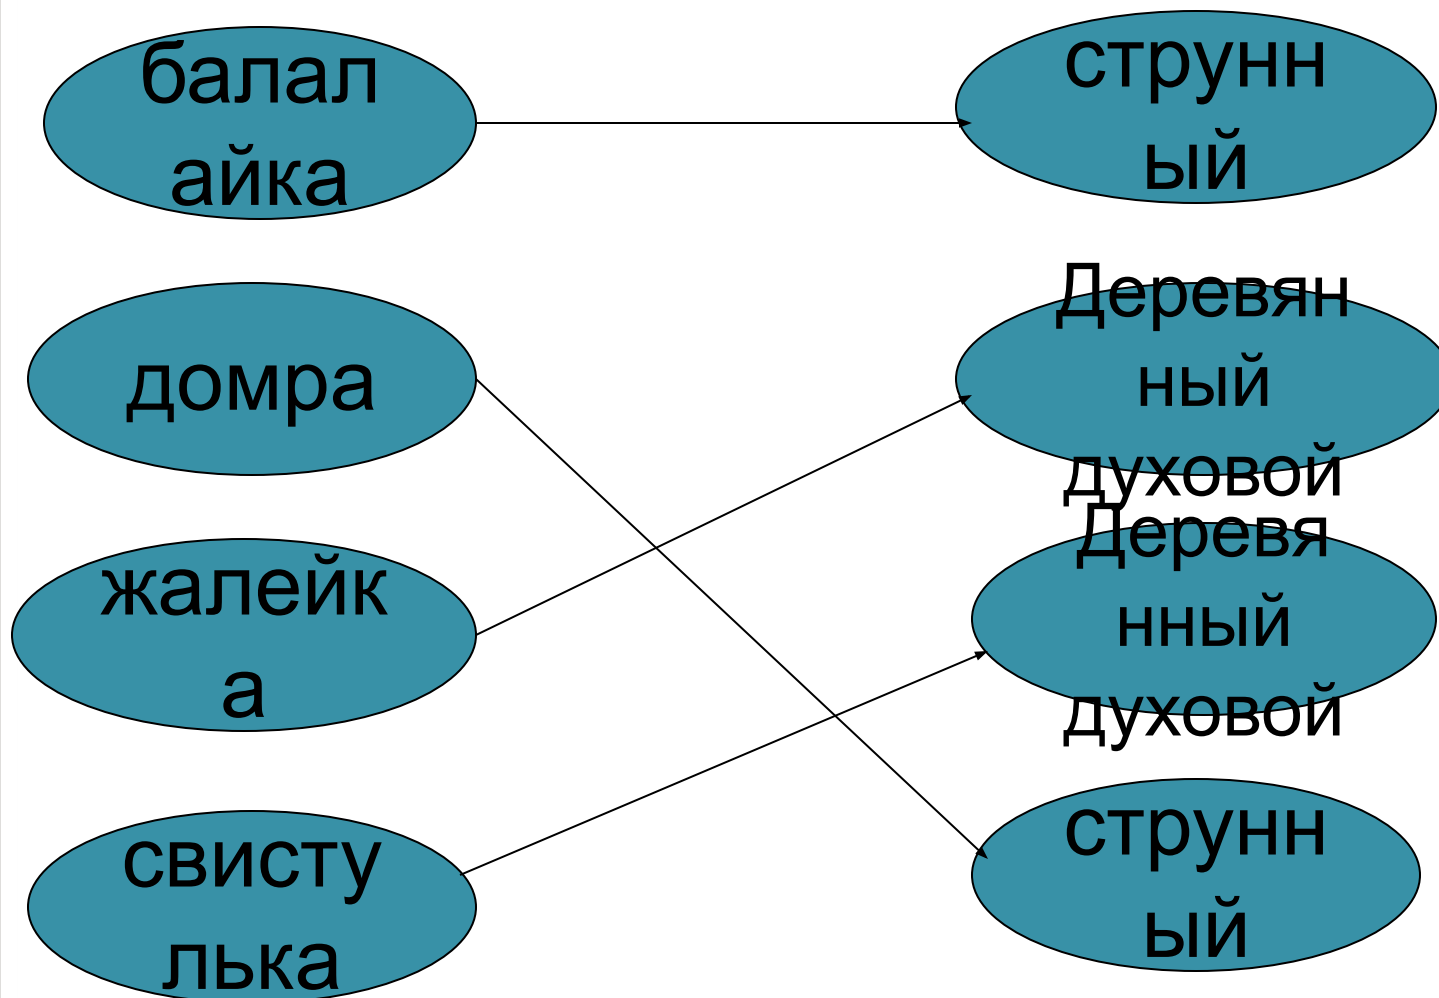 балал
айка
струнн
ый
домра
Деревян
ный
духовой
жалейк
а
Деревя
нный
духовой
свисту
лька
струнн
ый